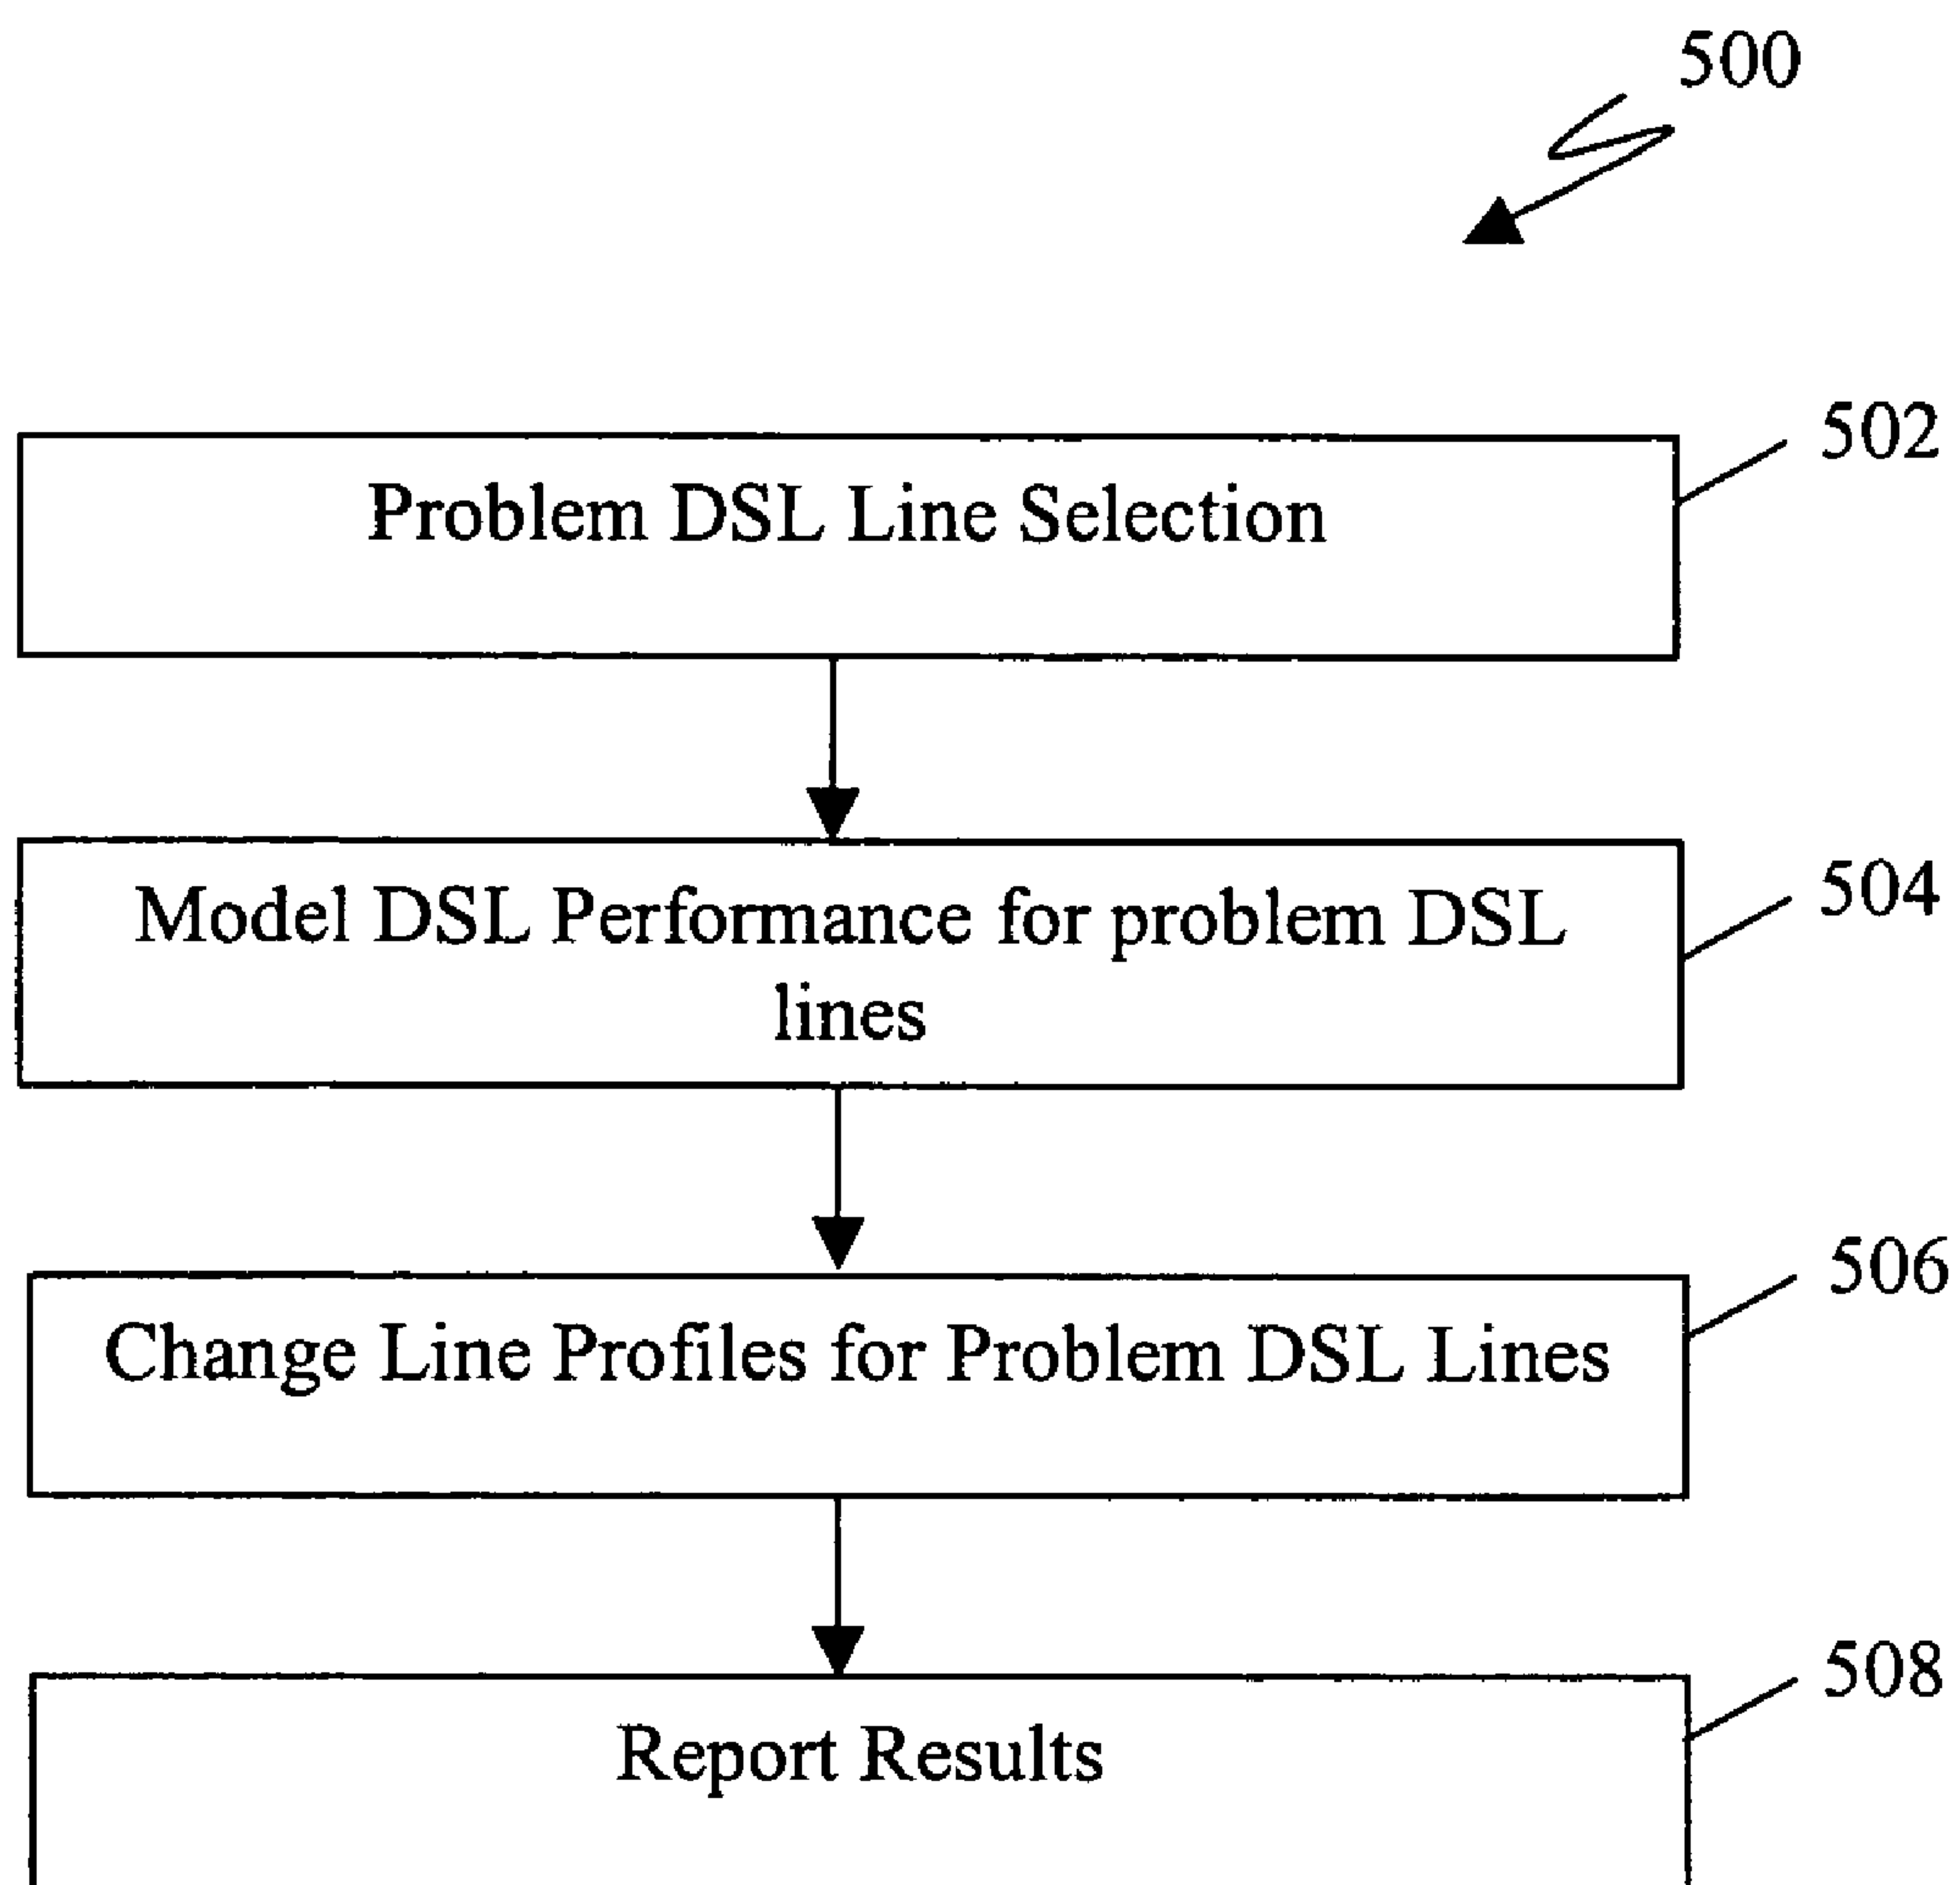 500
502
Problem DSL Line Selection
504
Model DSL Performance for problem DSL
lines
506
Change Line Profiles for Problem DSL Lines
508
Report Results